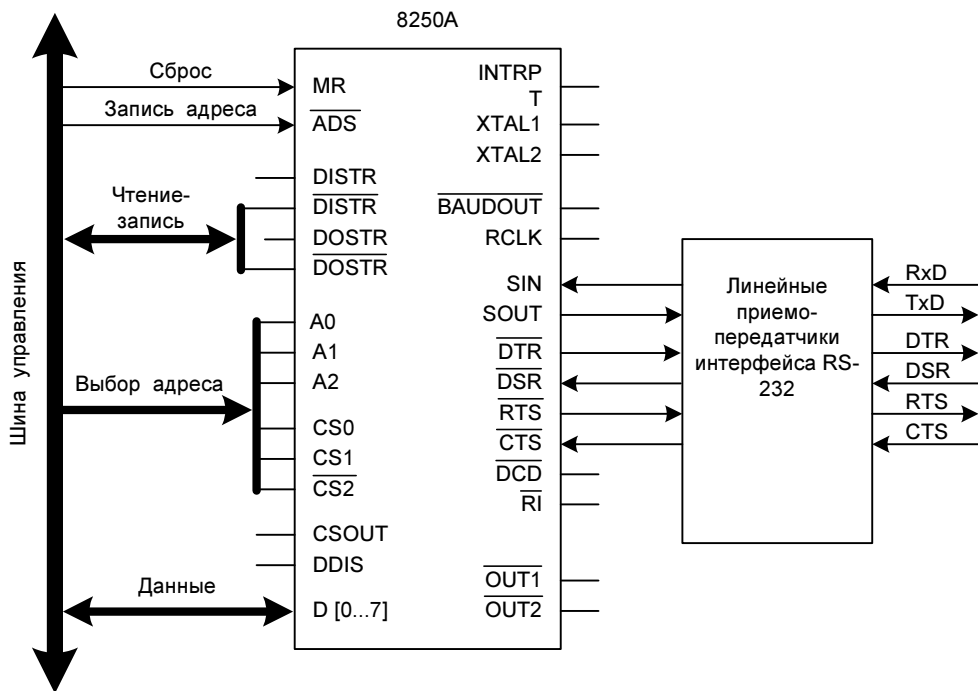 8250A
Шина управления
Сброс
Запись адреса
Чтение-
запись
Выбор адреса
Данные
MR
ADS
DISTR
DISTR
DOSTR
DOSTR
A0
A1
A2
CS0
CS1
CS2
CSOUT
DDIS
D [0...7]
INTRP
T
XTAL1
XTAL2
BAUDOUT
RCLK
SIN
SOUT
DTR
DSR
RTS
CTS
DCD
RI
OUT1
OUT2
Линейные
приемо-
передатчики
интерфейса RS-
232
RxD
TxD
DTR
DSR
RTS
CTS